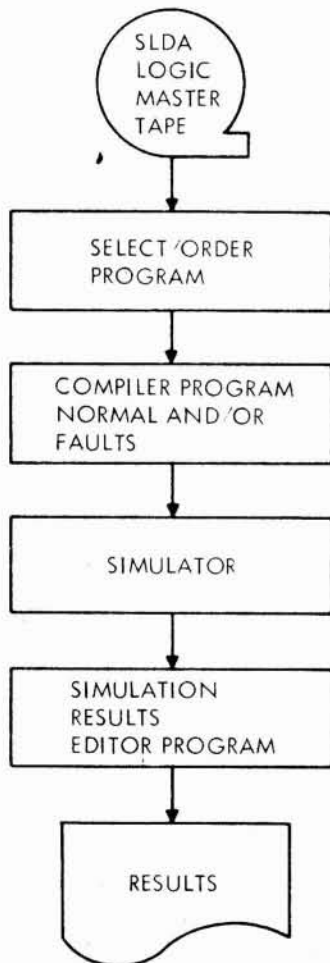 SLDA
LOGIC
MASTER
TAPE
SELECT/ORDER
PROGRAM
COMPILER PROGRAM
NORMAL AND/OR
FAULTS
SIMULATOR
SIMULATION
RESULTS
EDITOR PROGRAM
RESULTS